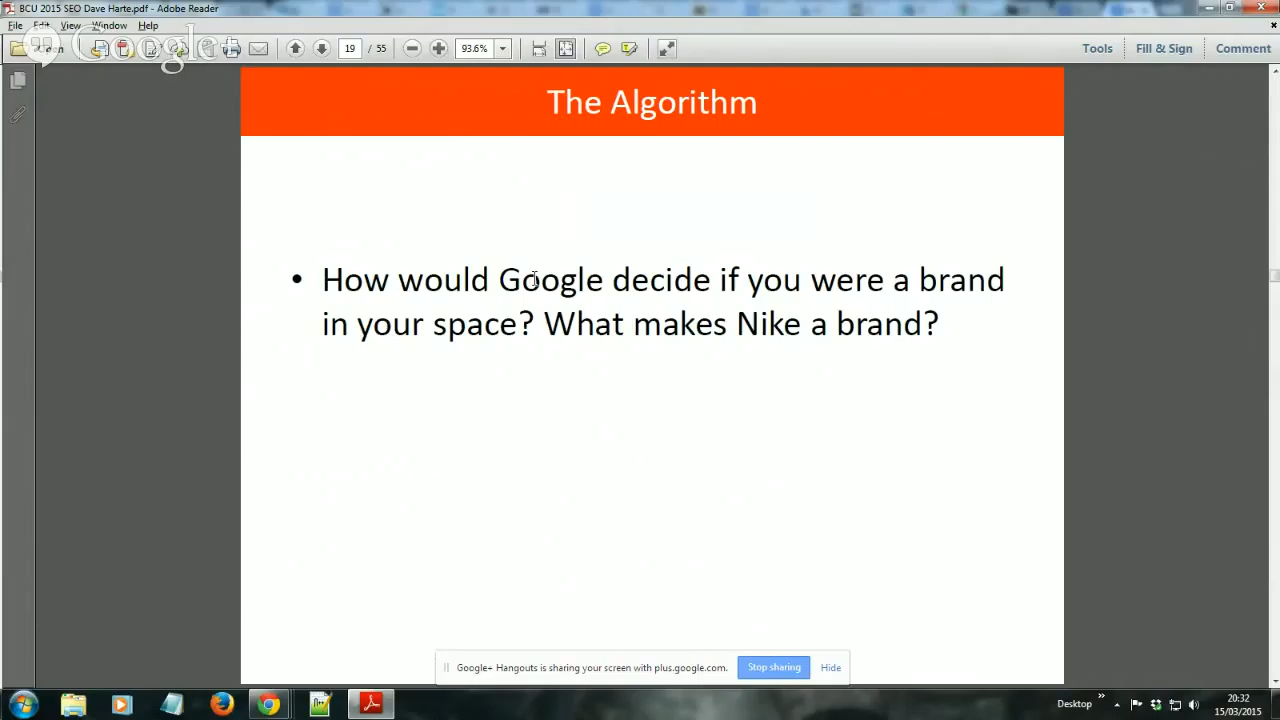 BCU 2015 SEO Dave Harte.pdf - Adobe Reader
File Edit View Window Help
Google
19 / 55 93.6% Tools Fill & Sign Comment
The Algorithm
• How would Google decide if you were a brand
in your space? What makes Nike a brand?
Google+ Hangouts is sharing your screen with plus.google.com. Stop sharing Hide
Desktop
20:32
15/03/2015